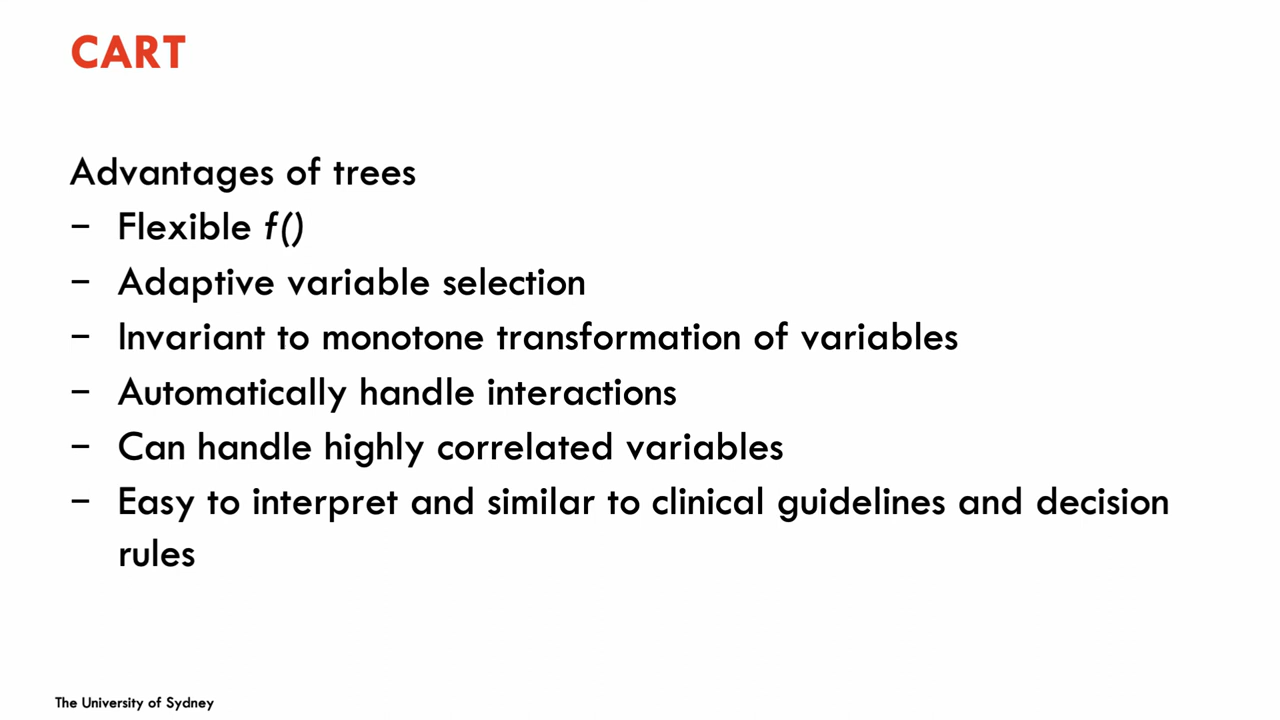 CART
Advantages of trees
− Flexible f()
− Adaptive variable selection
− Invariant to monotone transformation of variables
− Automatically handle interactions
− Can handle highly correlated variables
− Easy to interpret and similar to clinical guidelines and decision
rules
The University of Sydney